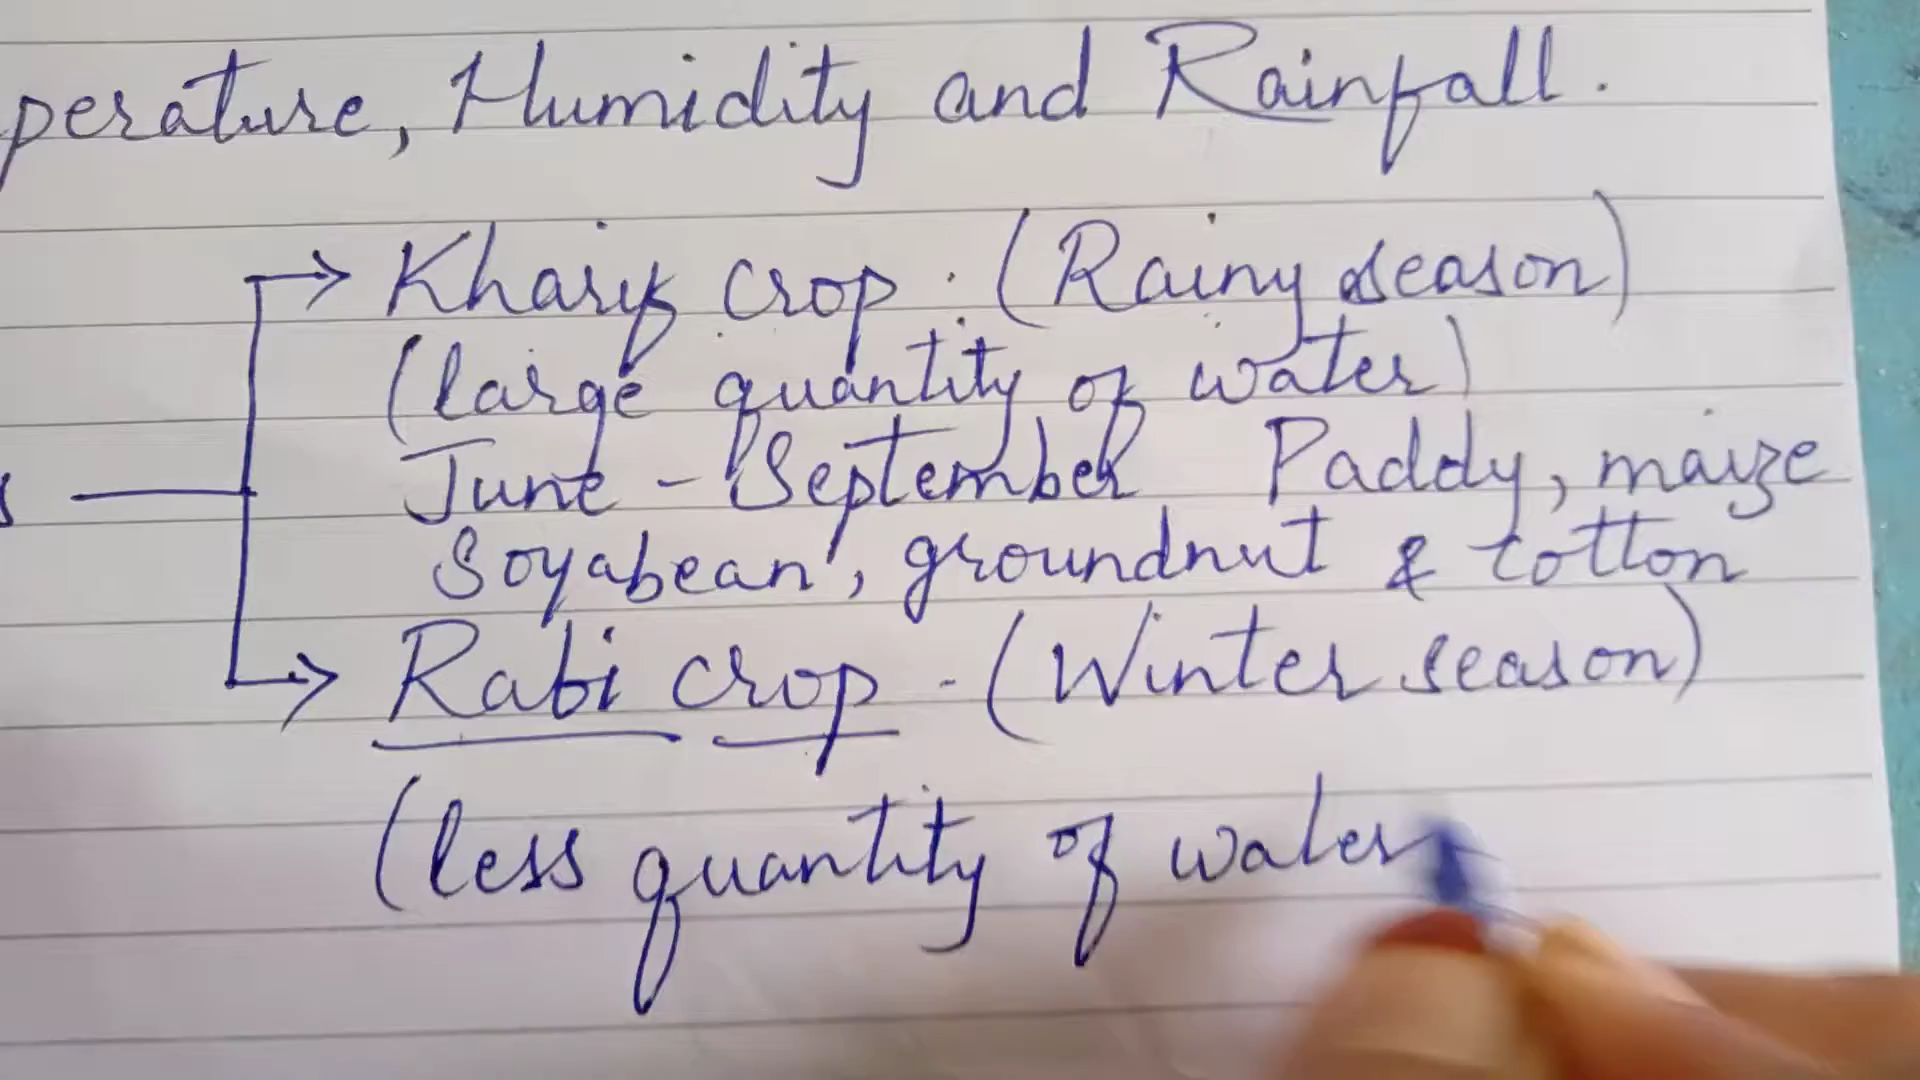 perature, Humidity and Rainfall.
→ Kharif crop. (Rainy season)
(large quantity of water)
June - September Paddy, maize
Soyabean, groundnut & cotton
→ Rabi crop - (Winter season)
(less quantity of water